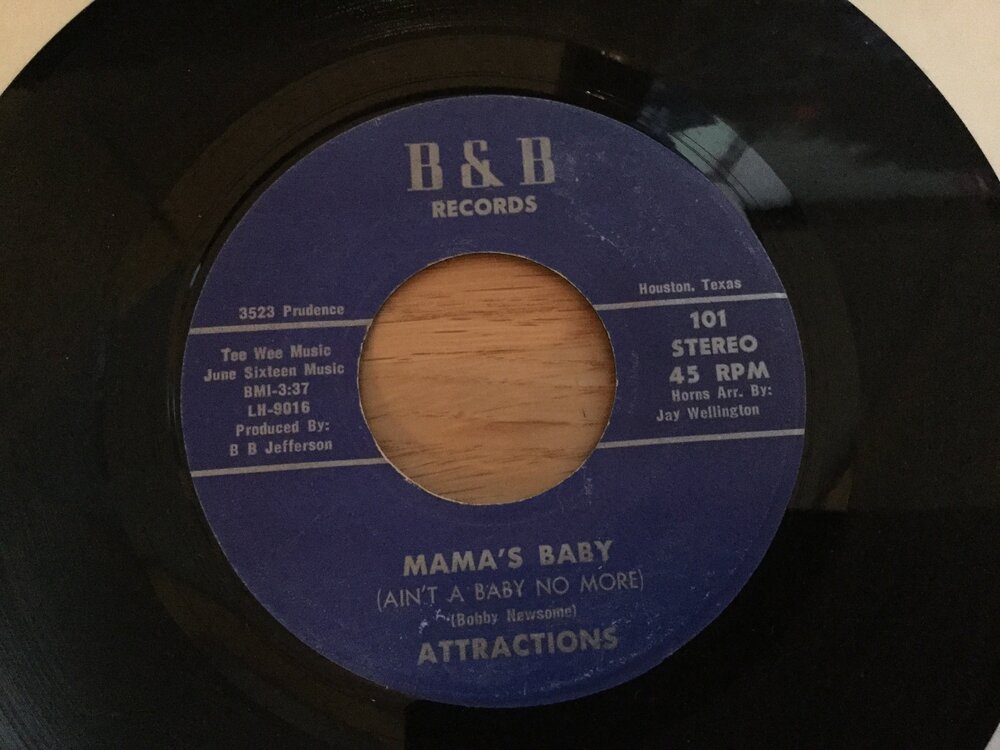 B & B
RECORDS
3523 Prudence
Houston, Texas
Tee Wee Music
June Sixteen Music
BMI-3:37
LH-9016
Produced By:
B B Jefferson
101
STEREO
45 RPM
Horns Arr. By:
Jay Wellington
MAMA'S BABY
(AIN'T A BABY NO MORE)
(Bobby Newsome)
ATTRACTIONS